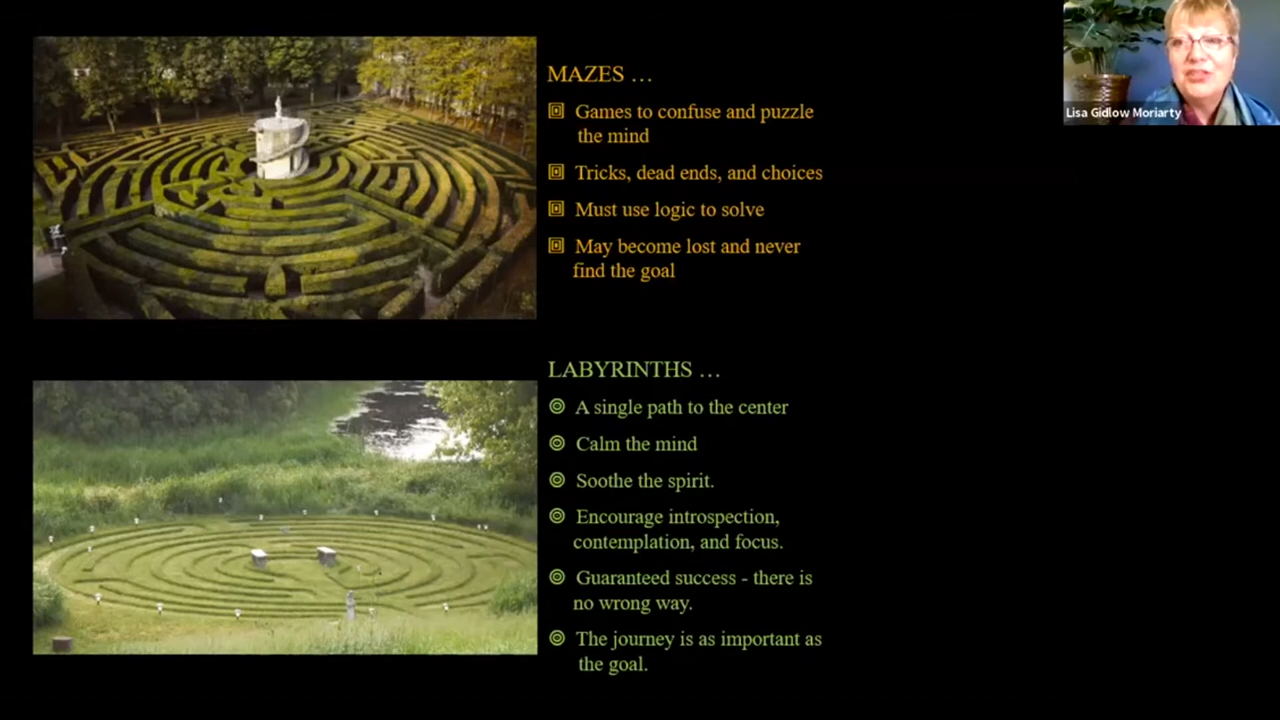 MAZES …
Games to confuse and puzzle
the mind
Tricks, dead ends, and choices
Must use logic to solve
May become lost and never
find the goal
LABYRINTHS …
A single path to the center
Calm the mind
Soothe the spirit.
Encourage introspection,
contemplation, and focus.
Guaranteed success - there is
no wrong way.
The journey is as important as
the goal.
Lisa Gidlow Moriarty